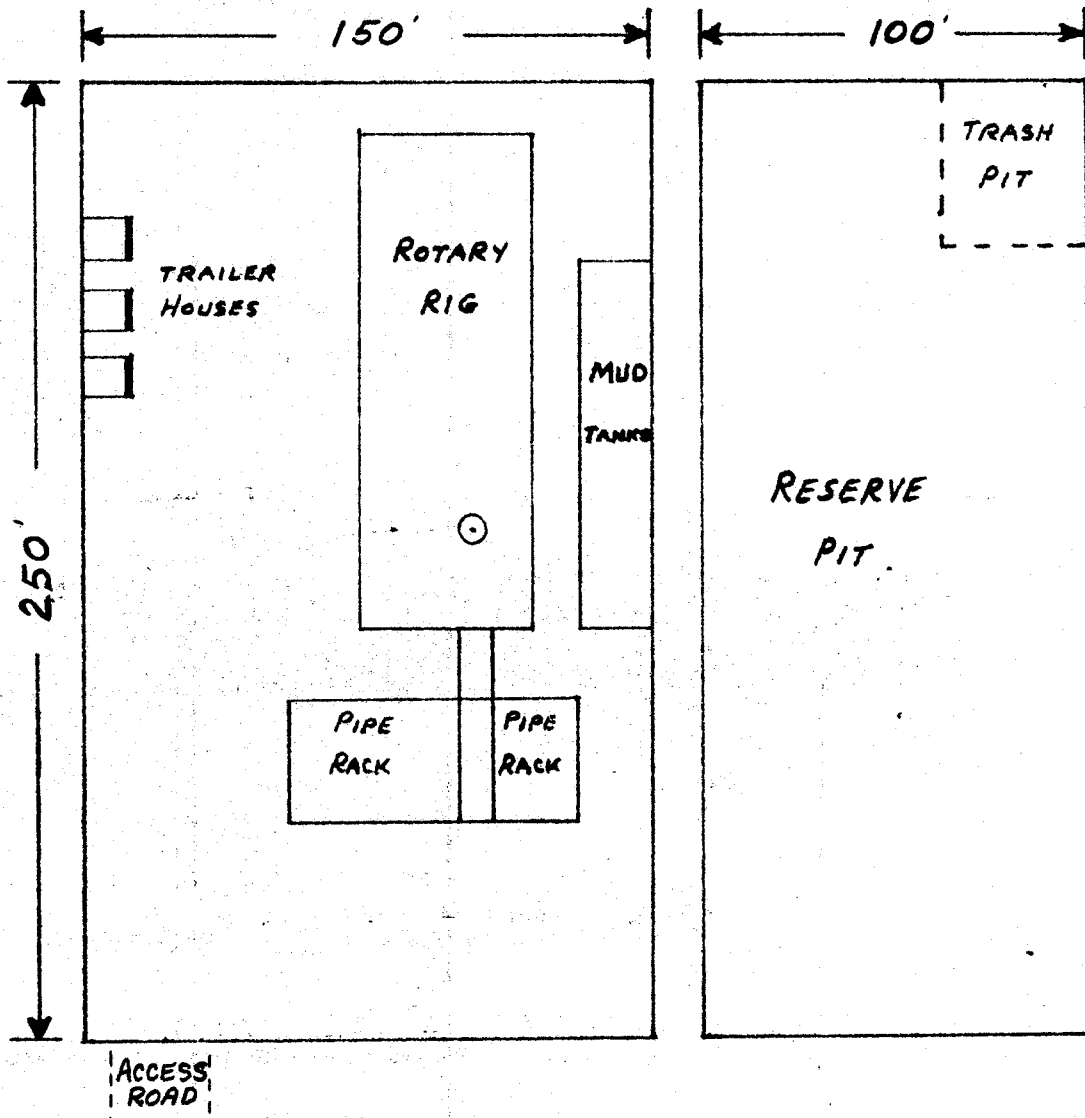 150'
100'
TRASH
PIT
ROTARY
RIG
TRAILER
HOUSES
MUD
TANKS
250'
RESERVE
PIT.
PIPE
RACK
PIPE
RACK
ACCESS
ROAD